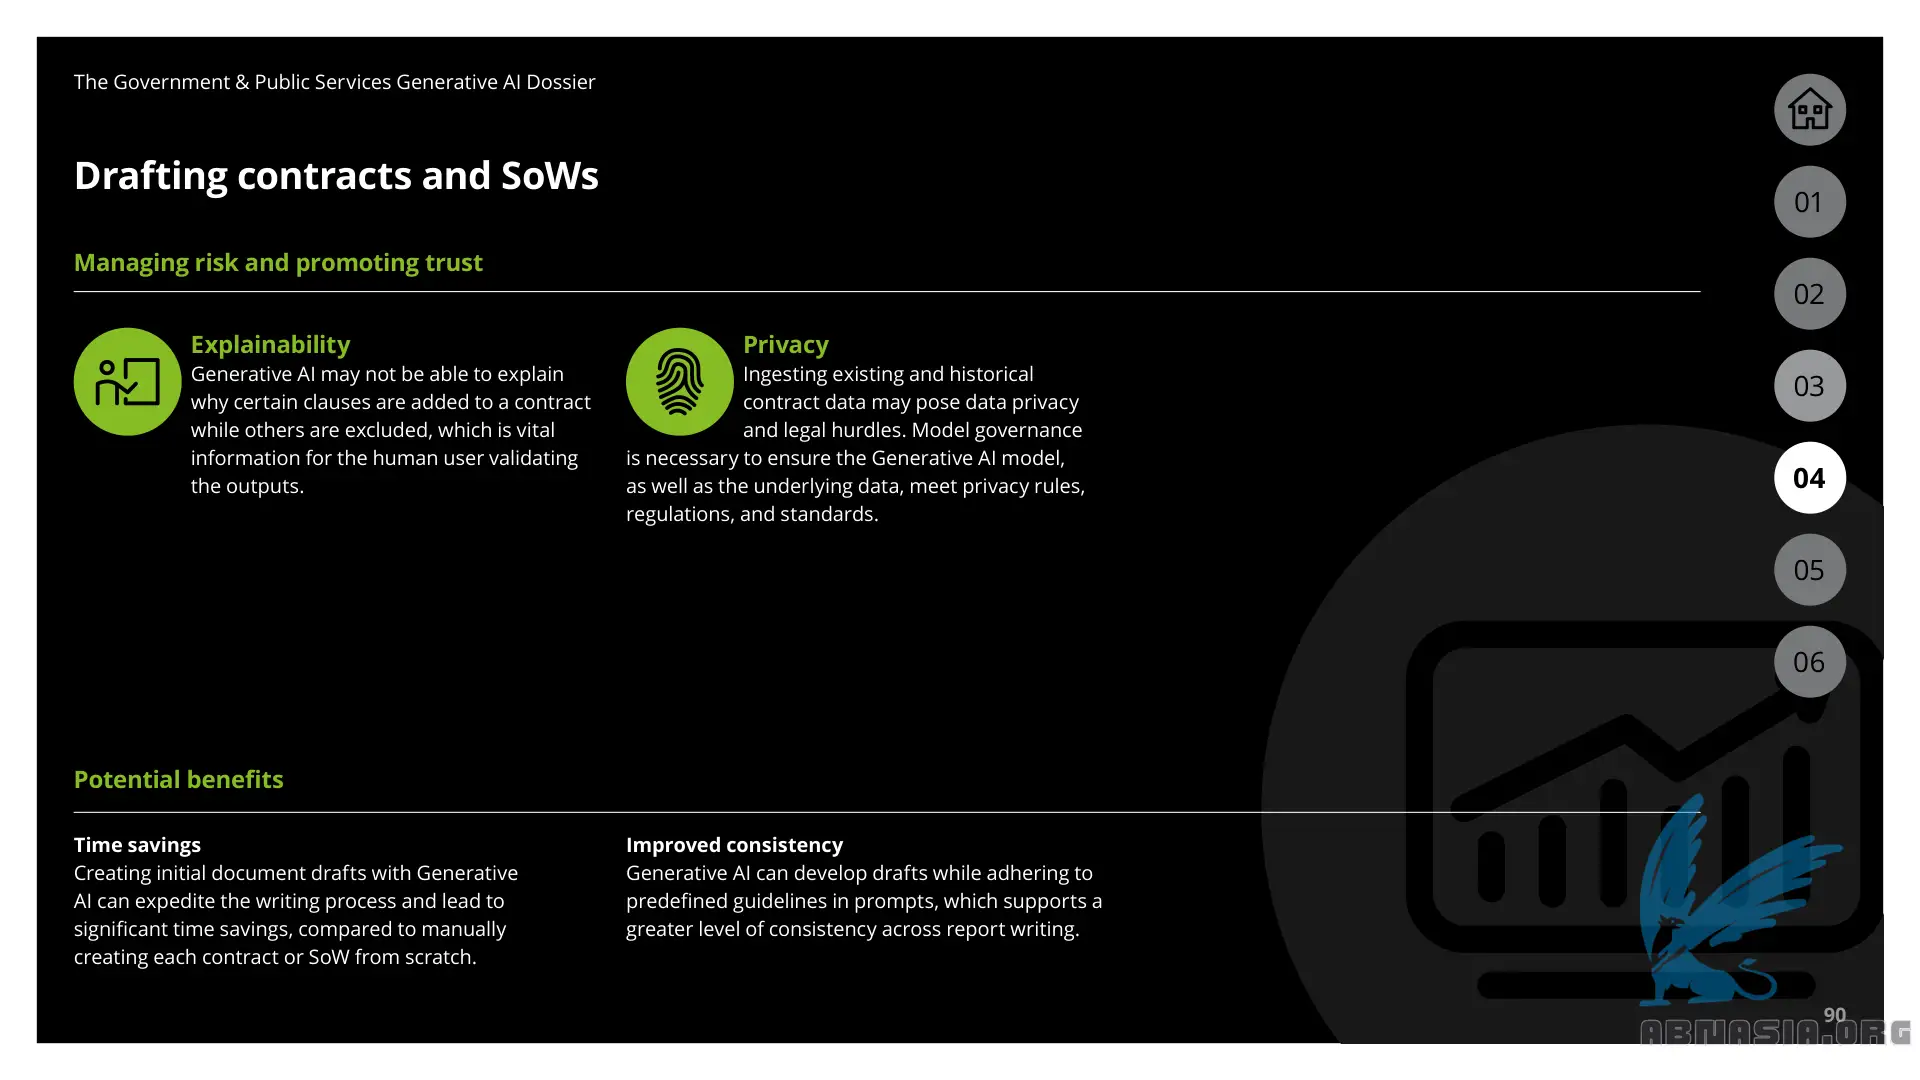 The Government & Public Services Generative AI Dossier
Drafting contracts and SoWs
Managing risk and promoting trust
Explainability
Generative AI may not be able to explain
why certain clauses are added to a contract
while others are excluded, which is vital
information for the human user validating
the outputs.
Privacy
Ingesting existing and historical
contract data may pose data privacy
and legal hurdles. Model governance
is necessary to ensure the Generative AI model,
as well as the underlying data, meet privacy rules,
regulations, and standards.
Potential benefits
Time savings
Creating initial document drafts with Generative
AI can expedite the writing process and lead to
significant time savings, compared to manually
creating each contract or SoW from scratch.
Improved consistency
Generative AI can develop drafts while adhering to
predefined guidelines in prompts, which supports a
greater level of consistency across report writing.
01
02
03
04
05
06
90
ABMASIA.ORG